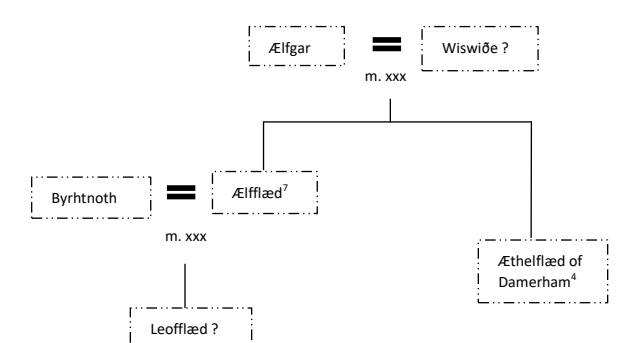 Ælfgar
Wiswiðe ?
m. xxx
Byrhtnoth
Ælfflæd⁷
m. xxx
Æthelflæd of
Damerham⁴
Leofflæd ?